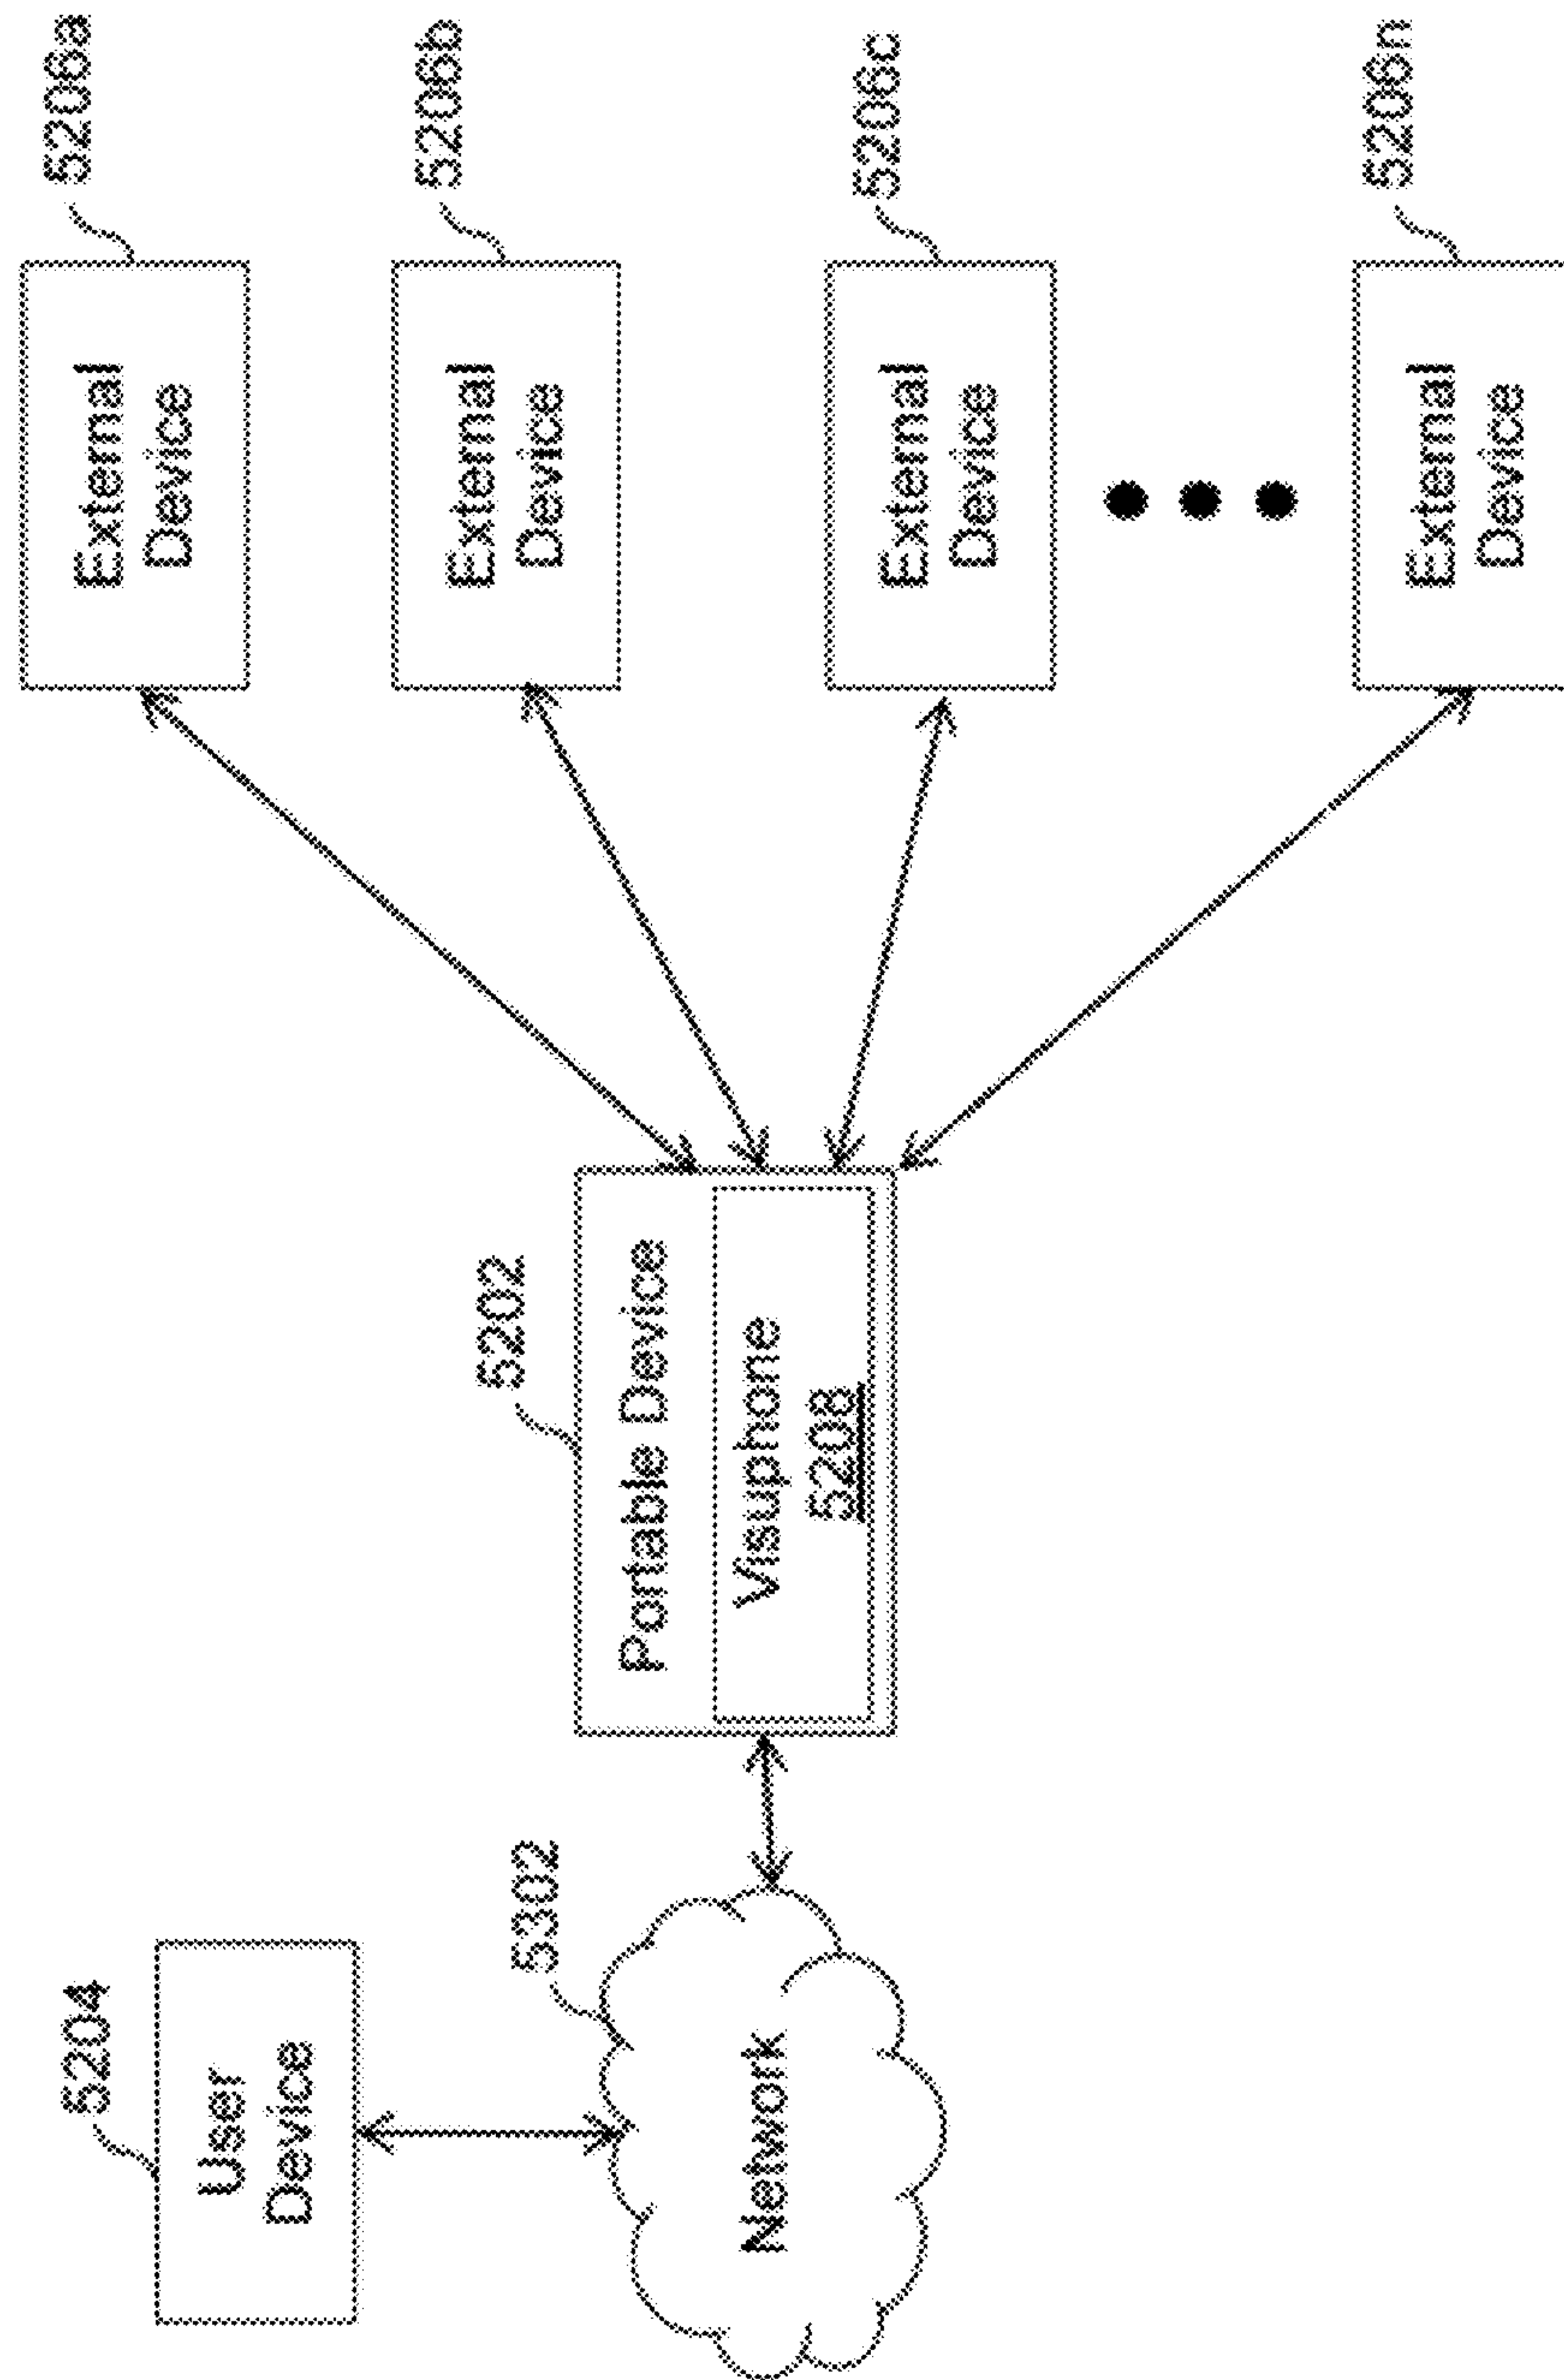 5204
User
Device
5302
Network
5202
Portable Device
Visuphone
5208
5206a
External
Device
5206b
External
Device
5206c
External
Device
5206n
External
Device